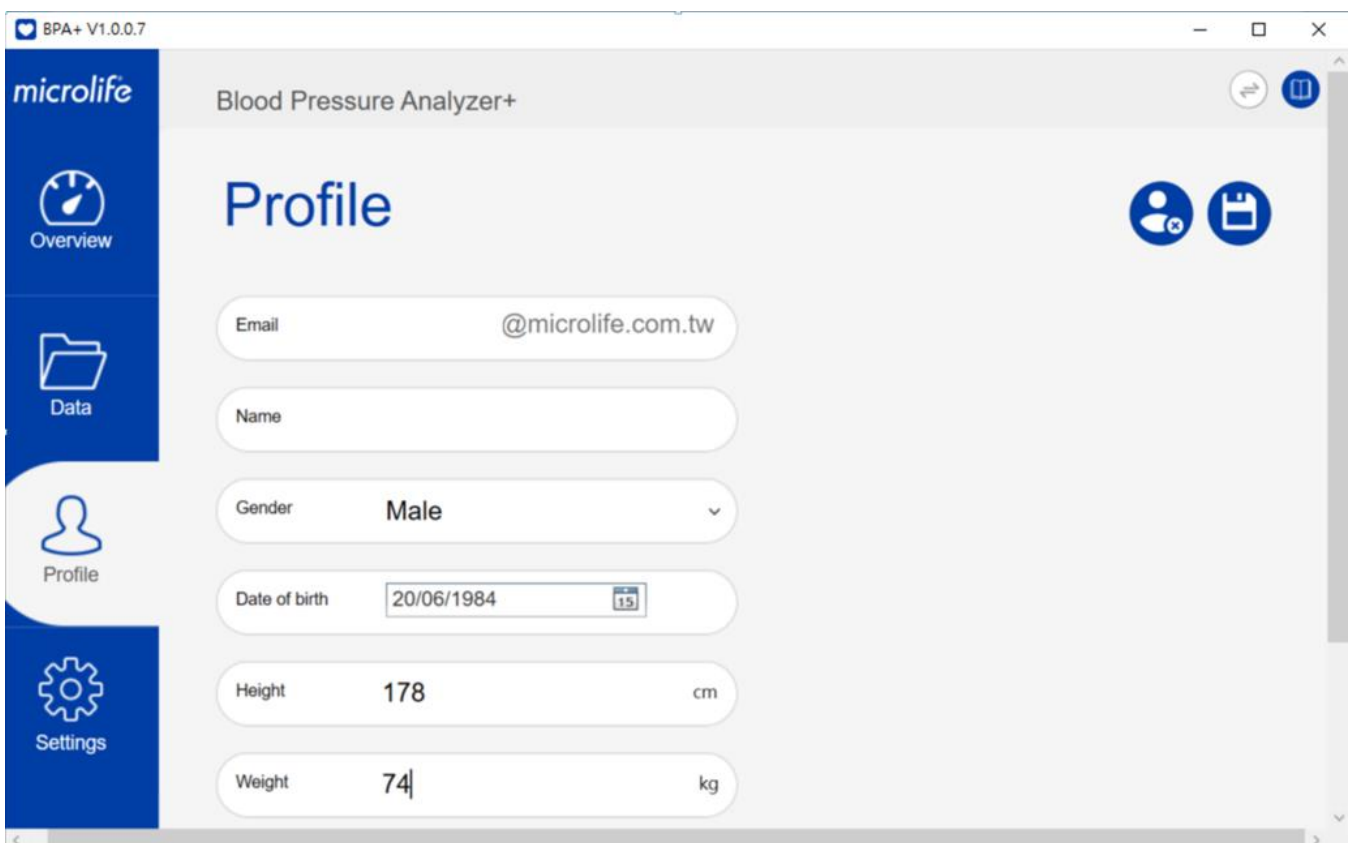 BPA+ V1.0.0.7
microlife
Blood Pressure Analyzer+
Overview
Data
Profile
Settings
Profile
Email @microlife.com.tw
Name
Gender Male
Date of birth 20/06/1984 15
Height 178 cm
Weight 74 kg